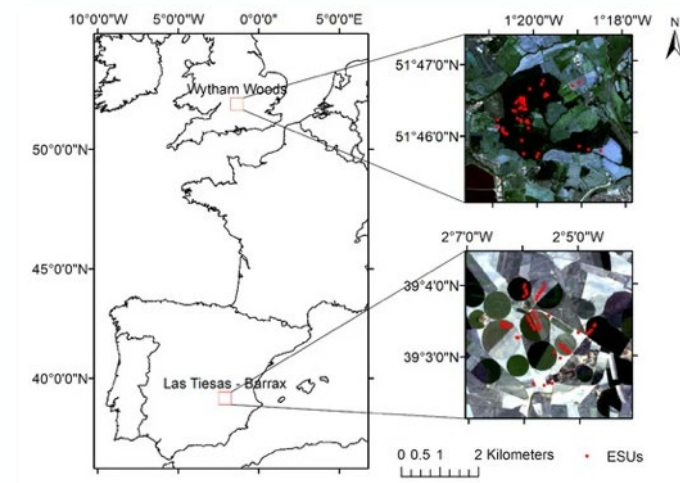 10°0'0"W 5°0'0"W 0°0'0" 5°0'0"E
1°20'0"W 1°18'0"W
N
Wytham Woods
51°47'0"N
51°46'0"N
50°0'0"N
2°7'0"W 2°5'0"W
45°0'0"N
39°4'0"N
39°3'0"N
40°0'0"N
Las Tiesas - Barrax
0 0.5 1 2 Kilometers
ESUs